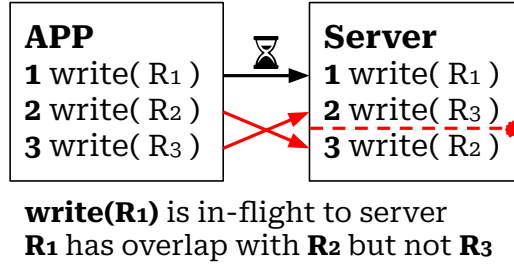 APP
1 write( R1 )
2 write( R2 )
3 write( R3 )
Server
1 write( R1 )
2 write( R3 )
3 write( R2 )
write(R1) is in-flight to server
R1 has overlap with R2 but not R3